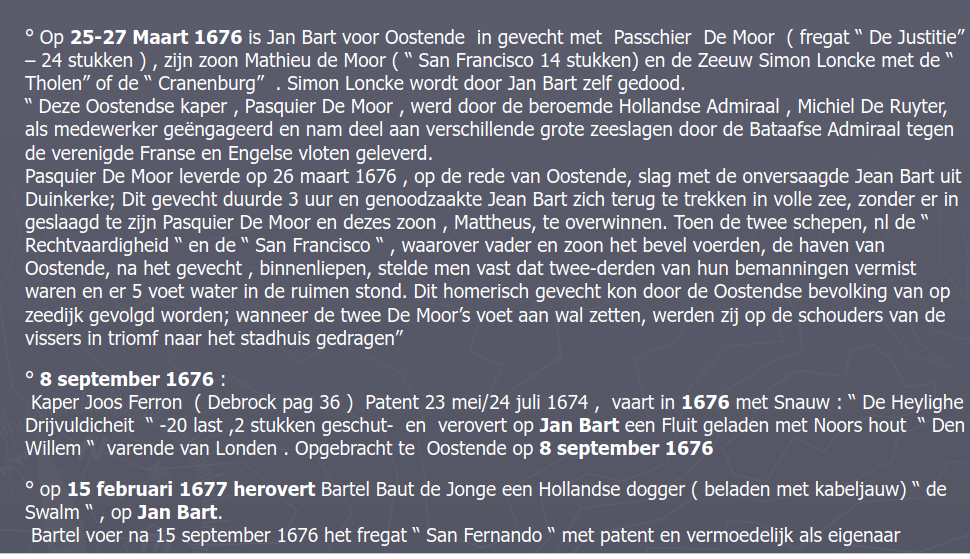 ° Op 25-27 Maart 1676 is Jan Bart voor Oostende in gevecht met Passchier De Moor ( fregat “ De Justitie”
– 24 stukken ) , zijn zoon Mathieu de Moor ( “ San Francisco 14 stukken) en de Zeeuw Simon Loncke met de “
Tholen” of de “ Cranenburg” . Simon Loncke wordt door Jan Bart zelf gedood.
“ Deze Oostendse kaper , Pasquier De Moor , werd door de beroemde Hollandse Admiraal , Michiel De Ruyter,
als medewerker geëngageerd en nam deel aan verschillende grote zeeslagen door de Bataafse Admiraal tegen
de verenigde Franse en Engelse vloten geleverd.
Pasquier De Moor leverde op 26 maart 1676 , op de rede van Oostende, slag met de onversaagde Jean Bart uit
Duinkerke; Dit gevecht duurde 3 uur en genoodzaakte Jean Bart zich terug te trekken in volle zee, zonder er in
geslaagd te zijn Pasquier De Moor en dezes zoon , Mattheus, te overwinnen. Toen de twee schepen, nl de “
Rechtvaardigheid “ en de “ San Francisco “ , waarover vader en zoon het bevel voerden, de haven van
Oostende, na het gevecht , binnenliepen, stelde men vast dat twee-derden van hun bemanningen vermist
waren en er 5 voet water in de ruimen stond. Dit homerisch gevecht kon door de Oostendse bevolking van op
zeedijk gevolgd worden; wanneer de twee De Moor’s voet aan wal zetten, werden zij op de schouders van de
vissers in triomf naar het stadhuis gedragen”
° 8 september 1676 :
Kaper Joos Ferron ( Debrock pag 36 ) Patent 23 mei/24 juli 1674 , vaart in 1676 met Snauw : “ De Heylighe
Drijvuldicheit “ -20 last ,2 stukken geschut- en verovert op Jan Bart een Fluit geladen met Noors hout “ Den
Willem “ varende van Londen . Opgebracht te Oostende op 8 september 1676
° op 15 februari 1677 herovert Bartel Baut de Jonge een Hollandse dogger ( beladen met kabeljauw) “ de
Swalm “ , op Jan Bart.
Bartel voer na 15 september 1676 het fregat “ San Fernando “ met patent en vermoedelijk als eigenaar